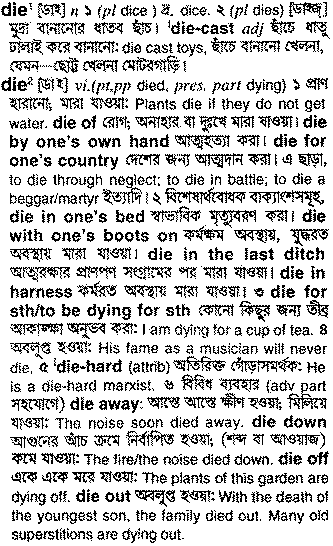 die¹ [ডাই] n ১ (pl dice ) দ্র. dice. ২ (pl dies) [ডাইজ্]
মুদ্রা বানানোর ধাতব ছাঁচ। ˈdie-cast adj ছাঁচে ধাতু
ঢালাই করে বানানো: die cast toys, ছাঁচে বানানো খেলনা,
যেমন—ছোট্ট খেলনা মোটরগাড়ি।
die² [ডাই] vi.(pt,pp died, pres. part dying) ১ প্রাণ
হারানো; মারা যাওয়া: Plants die if they do not get
water. die of রোগ; অনাহার বা দুঃখে মারা যাওয়া। die
by one's own hand আত্মহত্যা করা। die for
one's country দেশের জন্য আত্মদান করা। এ ছাড়া,
to die through neglect; to die in battle; to die a
beggar/martyr ইত্যাদি। ২ বিশেষার্থবোধক বাক্যাংশসমূহ,
die in one's bed স্বাভাবিক মৃত্যুবরণ করা। die
with one's boots on কর্মক্ষম অবস্থায়, যুদ্ধরত
অবস্থায় মারা যাওয়া। die in the last ditch
আত্মরক্ষার প্রাণপণ সংগ্রামের পর মারা যাওয়া। die in
harness কর্মরত অবস্থায় মারা যাওয়া। ৩ die for
sth/to be dying for sth কোনো কিছুর জন্য তীব্র
আকাঙ্ক্ষা অনুভব করা: I am dying for a cup of tea. ৪
অবলুপ্ত হওয়া: His fame as a musician will never
die. ৫ ˈdie-hard (attrib) অতিরিক্ত গোঁড়াসমর্থক: He
is a die-hard marxist. ৬ বিবিধ ব্যবহার (adv part
সহযোগে) die away: আস্তে আস্তে ক্ষীণ হওয়া; মিলিয়ে
যাওয়া: The noise soon died away. die down
আগুনের আঁচ ক্রমে নির্বাপিত হওয়া; (শব্দ বা আওয়াজ)
কমে যাওয়া: The fire/the noise died down. die off
একে একে মরে যাওয়া: The plants of this garden are
dying off. die out অবলুপ্ত হওয়া: With the death of
the youngest son, the family died out. Many old
superstitions are dying out.